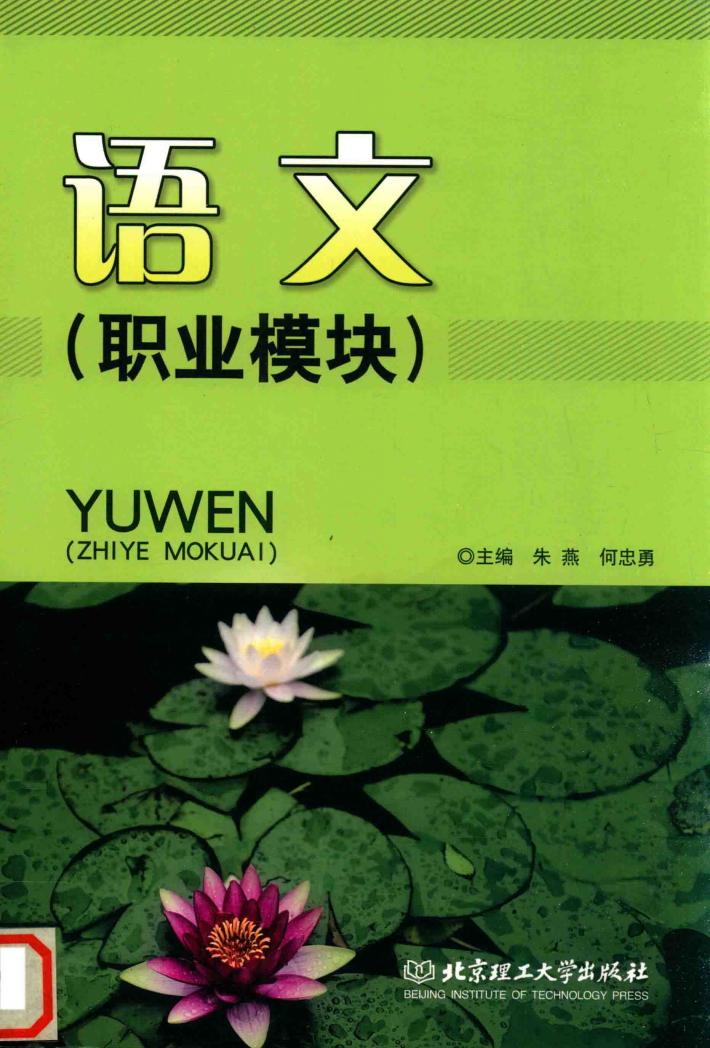 语文
（职业模块）
YUWEN
(ZHIYE MOKUAI)
◎主编 朱 燕 何忠勇
北京理工大学出版社
BEIJING INSTITUTE OF TECHNOLOGY PRESS